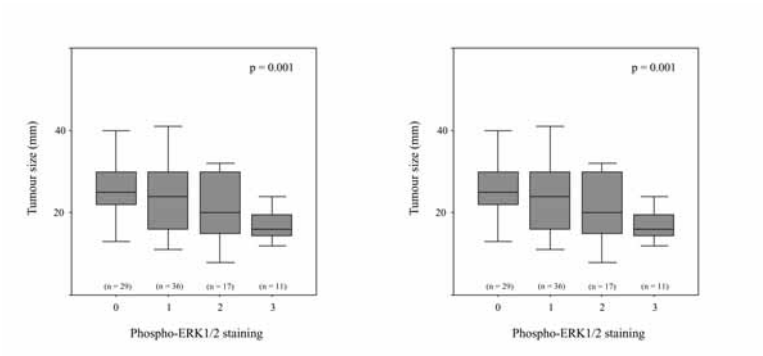 p = 0.001
40
20
Tumour size (mm)
(n = 29) (n = 36) (n = 17) (n = 11)
0 1 2 3
Phospho-ERK1/2 staining
p = 0.001
40
20
Tumour size (mm)
(n = 29) (n = 36) (n = 17) (n = 11)
0 1 2 3
Phospho-ERK1/2 staining